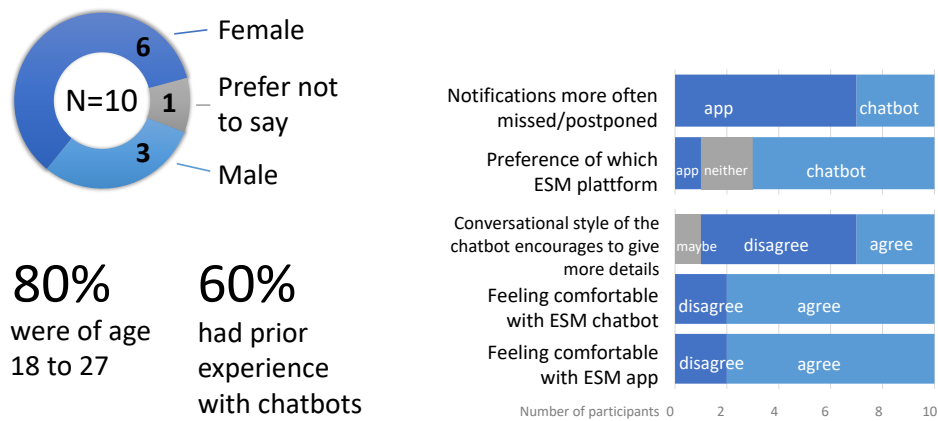 6
Female
N=10
1
Prefer not
to say
3
Male
80%
were of age
18 to 27
60%
had prior
experience
with chatbots
Notifications more often
missed/postponed
app
chatbot
Preference of which
ESM plattform
app
neither
chatbot
Conversational style of the
chatbot encourages to give
more details
maybe
disagree
agree
Feeling comfortable
with ESM chatbot
disagree
agree
Feeling comfortable
with ESM app
disagree
agree
Number of participants 0 2 4 6 8 10